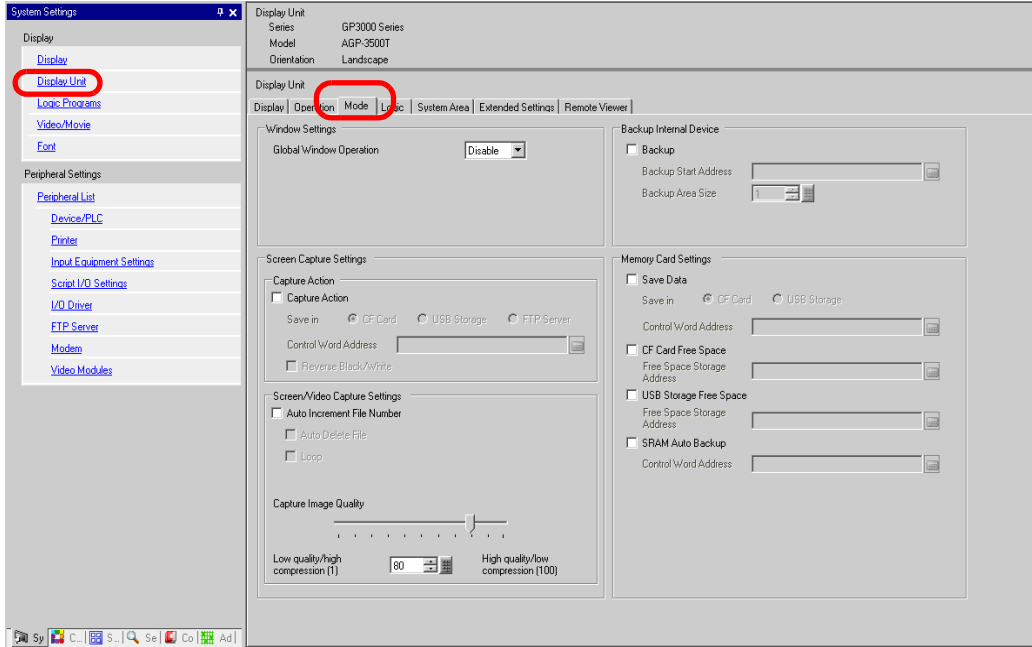 System Settings
Display
Display
Display Unit
Logic Programs
Video/Movie
Font
Peripheral Settings
Peripheral List
Device/PLC
Printer
Input Equipment Settings
Script I/O Settings
I/O Driver
FTP Server
Modem
Video Modules
Sy C... S... Se Co Ad
Display Unit
Series GP3000 Series
Model AGP-3500T
Orientation Landscape
Display Unit
Display Operation Mode Logic System Area Extended Settings Remote Viewer
Window Settings
Global Window Operation Disable
Screen Capture Settings
Capture Action
Capture Action
Save in CF Card USB Storage FTP Server
Control Word Address
Reverse Black/White
Screen/Video Capture Settings
Auto Increment File Number
Auto Delete File
Loop
Capture Image Quality
Low quality/high
compression (1)
80
High quality/low
compression (100)
Backup Internal Device
Backup
Backup Start Address
Backup Area Size 1
Memory Card Settings
Save Data
Save in CF Card USB Storage
Control Word Address
CF Card Free Space
Free Space Storage
Address
USB Storage Free Space
Free Space Storage
Address
SRAM Auto Backup
Control Word Address